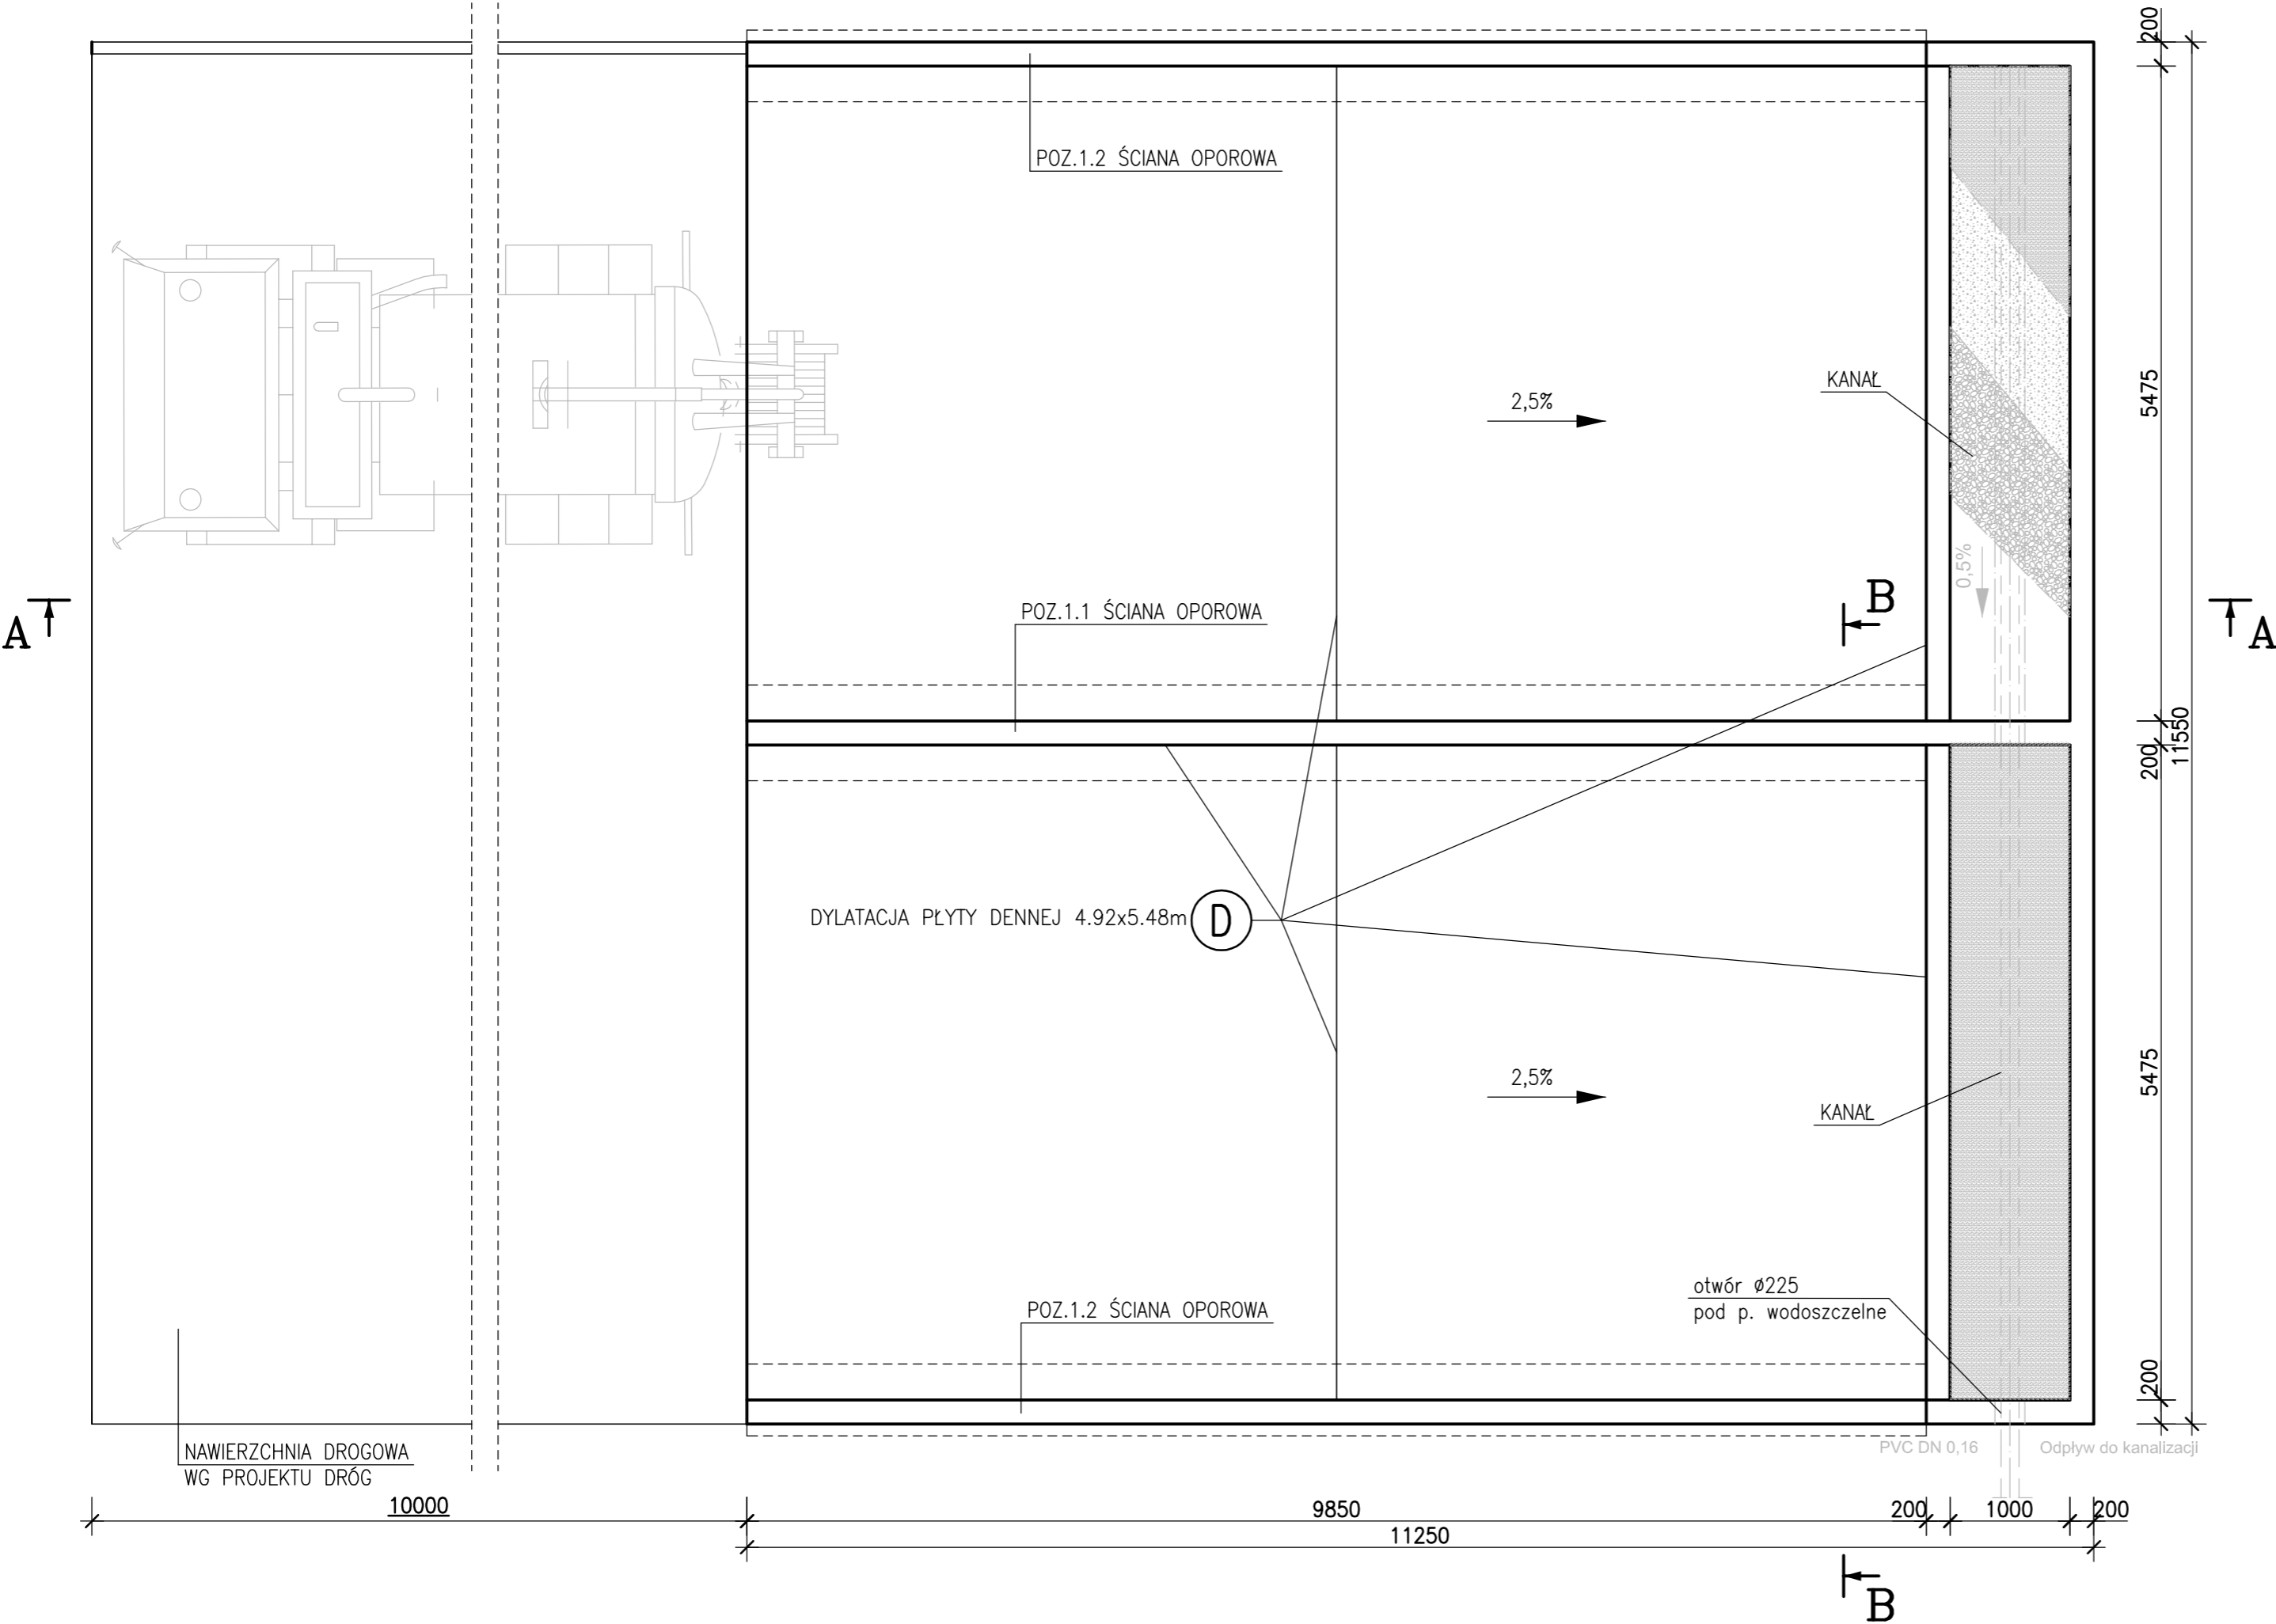 200
POZ.1.2 ŚCIANA OPOROWA
KANAŁ
2,5%
5475
0,5%
B
A
POZ.1.1 ŚCIANA OPOROWA
A
11550
200
DYLATACJA PŁYTY DENNEJ 4.92x5.48m
D
2,5%
5475
KANAŁ
otwór ø225
pod p. wodoszczelne
POZ.1.2 ŚCIANA OPOROWA
200
NAWIERZCHNIA DROGOWA
WG PROJEKTU DRÓG
PVC DN 0,16
Odpływ do kanalizacji
10000
9850
200
1000
200
11250
B